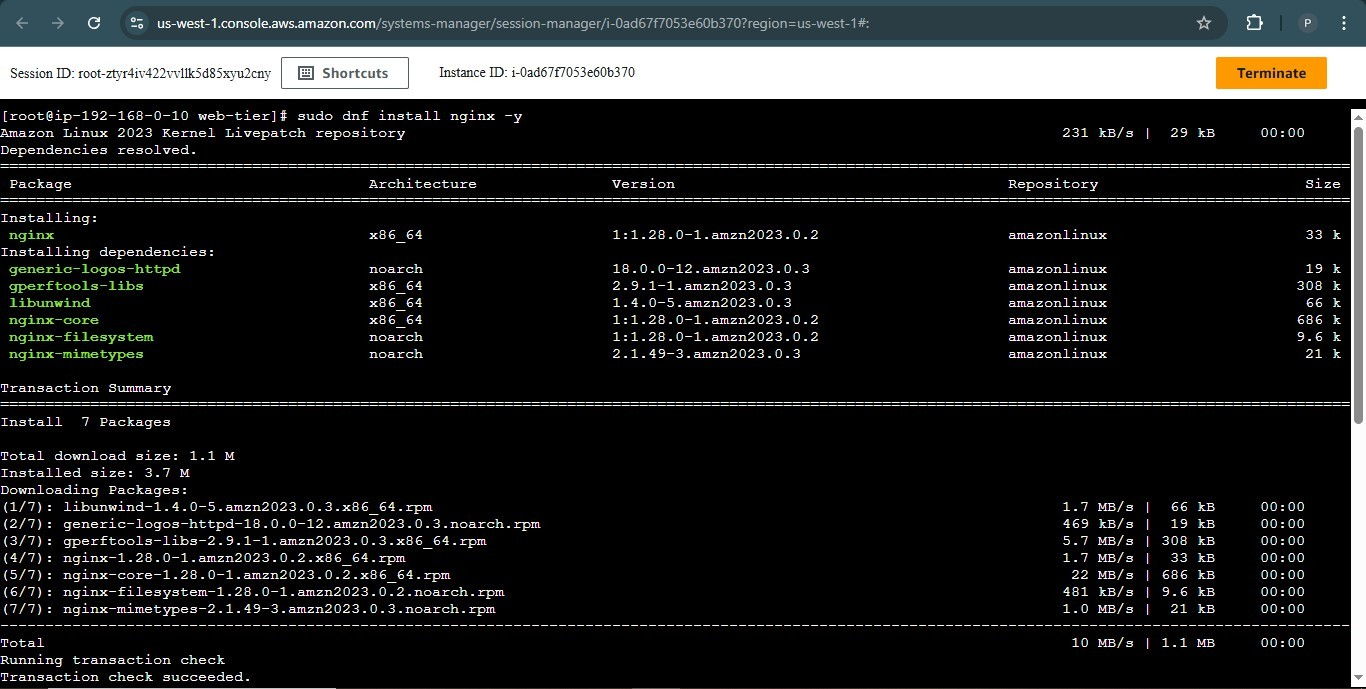 us-west-1.console.aws.amazon.com/systems-manager/session-manager/i-0ad67f7053e60b370?region=us-west-1#:
P
Session ID: root-ztyr4iv422vvllk5d85xyu2cny Shortcuts Instance ID: i-0ad67f7053e60b370 Terminate
[root@ip-192-168-0-10 web-tier]# sudo dnf install nginx -y
Amazon Linux 2023 Kernel Livepatch repository 231 kB/s | 29 kB 00:00
Dependencies resolved.
Package Architecture Version Repository Size
Installing:
nginx x86_64 1:1.28.0-1.amzn2023.0.2 amazonlinux 33 k
Installing dependencies:
generic-logos-httpd noarch 18.0.0-12.amzn2023.0.3 amazonlinux 19 k
gperftools-libs x86_64 2.9.1-1.amzn2023.0.3 amazonlinux 308 k
libunwind x86_64 1.4.0-5.amzn2023.0.3 amazonlinux 66 k
nginx-core x86_64 1:1.28.0-1.amzn2023.0.2 amazonlinux 686 k
nginx-filesystem noarch 1:1.28.0-1.amzn2023.0.2 amazonlinux 9.6 k
nginx-mimetypes noarch 2.1.49-3.amzn2023.0.3 amazonlinux 21 k
Transaction Summary
Install 7 Packages
Total download size: 1.1 M
Installed size: 3.7 M
Downloading Packages:
(1/7): libunwind-1.4.0-5.amzn2023.0.3.x86_64.rpm 1.7 MB/s | 66 kB 00:00
(2/7): generic-logos-httpd-18.0.0-12.amzn2023.0.3.noarch.rpm 469 kB/s | 19 kB 00:00
(3/7): gperftools-libs-2.9.1-1.amzn2023.0.3.x86_64.rpm 5.7 MB/s | 308 kB 00:00
(4/7): nginx-1.28.0-1.amzn2023.0.2.x86_64.rpm 1.7 MB/s | 33 kB 00:00
(5/7): nginx-core-1.28.0-1.amzn2023.0.2.x86_64.rpm 22 MB/s | 686 kB 00:00
(6/7): nginx-filesystem-1.28.0-1.amzn2023.0.2.noarch.rpm 481 kB/s | 9.6 kB 00:00
(7/7): nginx-mimetypes-2.1.49-3.amzn2023.0.3.noarch.rpm 1.0 MB/s | 21 kB 00:00
Total 10 MB/s | 1.1 MB 00:00
Running transaction check
Transaction check succeeded.